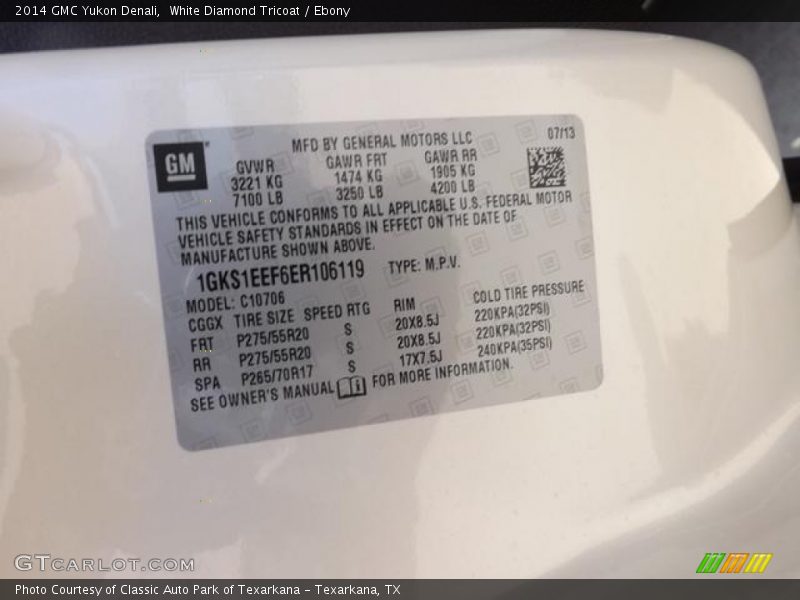 2014 GMC Yukon Denali,  White Diamond Tricoat / Ebony
GM
MFD BY GENERAL MOTORS LLC
07/13
GVWR GAWR FRT GAWR RR
3221 KG 1474 KG 1905 KG
7100 LB 3250 LB 4200 LB
THIS VEHICLE CONFORMS TO ALL APPLICABLE U.S. FEDERAL MOTOR
VEHICLE SAFETY STANDARDS IN EFFECT ON THE DATE OF
MANUFACTURE SHOWN ABOVE.
1GKS1EEF6ER106119 TYPE: M.P.V.
MODEL: C10706
CGGX TIRE SIZE SPEED RTG RIM COLD TIRE PRESSURE
FRT P275/55R20 S 20X8.5J 220KPA(32PSI)
RR P275/55R20 S 20X8.5J 220KPA(32PSI)
SPA P265/70R17 S 17X7.5J 240KPA(35PSI)
SEE OWNER'S MANUAL FOR MORE INFORMATION.
GTCARLOT.COM
Photo Courtesy of Classic Auto Park of Texarkana - Texarkana, TX